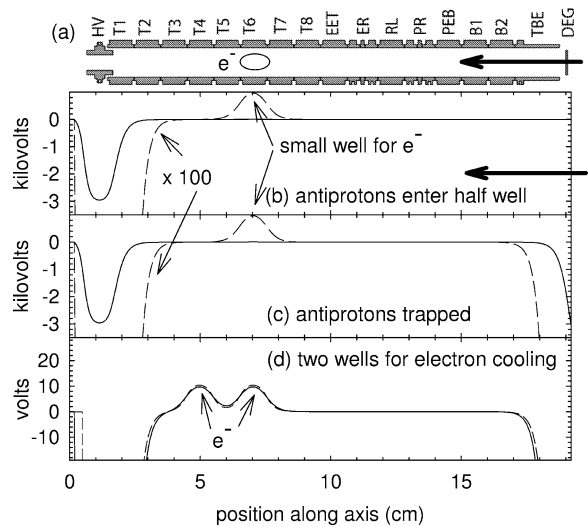 (a) HV T1 T2 T3 T4 T5 T6 T7 T8 EET ER RL PR PEB B1 B2 TBE DEG
e-
kilovolts
0
-1
-2
-3
x 100
small well for e-
(b) antiprotons enter half well
kilovolts
0
-1
-2
-3
(c) antiprotons trapped
volts
20
10
0
-10
(d) two wells for electron cooling
e-
0 5 10 15
position along axis (cm)